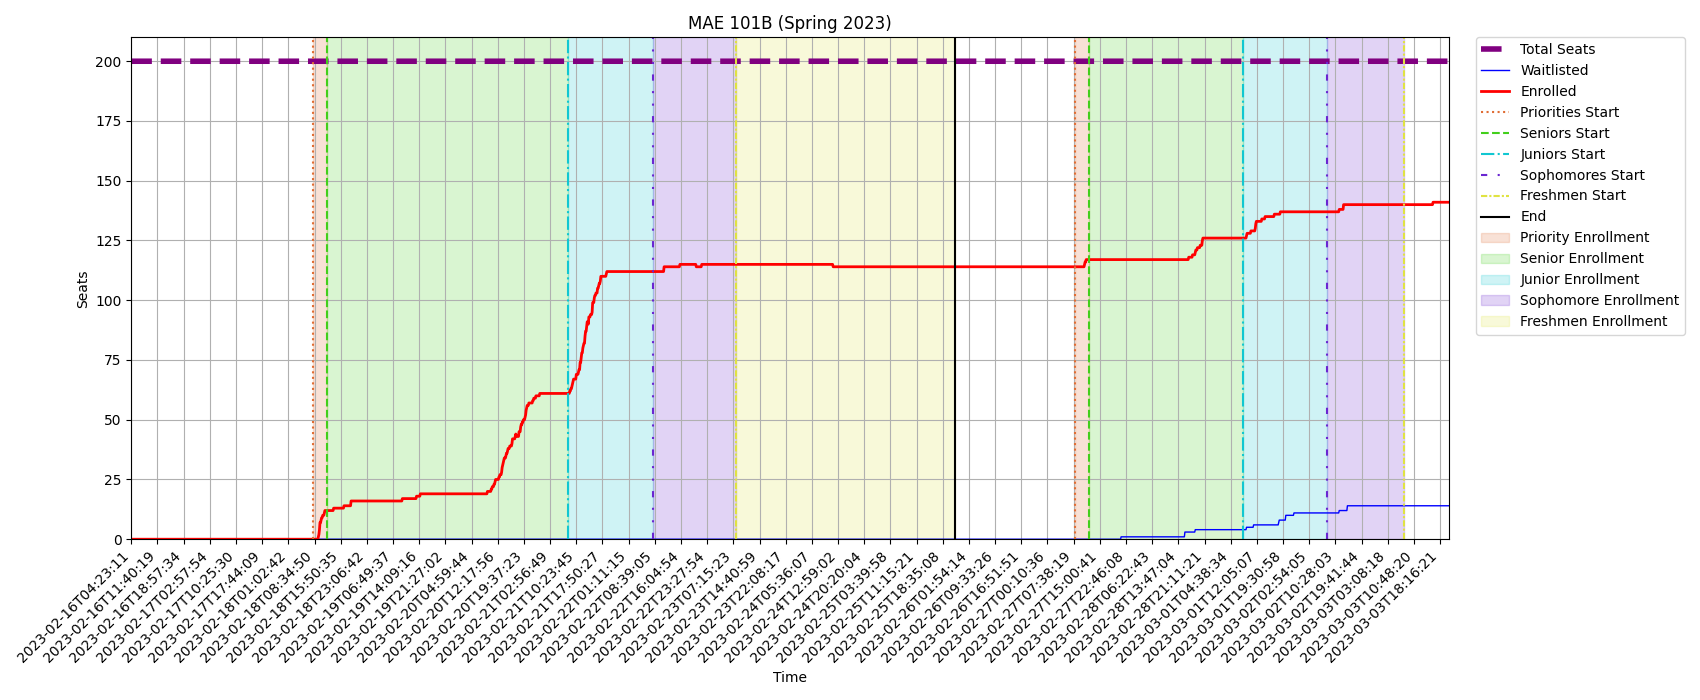 MAE 101B (Spring 2023)
Seats
200
175
150
125
100
75
50
25
0
2023-02-16T04:23:11
2023-02-16T11:40:19
2023-02-16T18:57:34
2023-02-17T02:57:54
2023-02-17T10:25:30
2023-02-17T17:44:09
2023-02-18T01:02:42
2023-02-18T08:34:50
2023-02-18T15:50:35
2023-02-18T23:06:42
2023-02-19T06:49:37
2023-02-19T14:09:16
2023-02-19T21:27:02
2023-02-20T04:59:44
2023-02-20T12:17:56
2023-02-20T19:37:23
2023-02-21T02:56:49
2023-02-21T10:23:45
2023-02-21T17:50:27
2023-02-22T01:11:15
2023-02-22T08:39:05
2023-02-22T16:04:54
2023-02-22T23:27:54
2023-02-23T07:15:23
2023-02-23T14:40:59
2023-02-23T22:08:17
2023-02-24T05:36:07
2023-02-24T12:59:02
2023-02-24T20:20:04
2023-02-25T03:39:58
2023-02-25T11:15:21
2023-02-25T18:35:08
2023-02-26T01:54:14
2023-02-26T09:33:26
2023-02-26T16:51:51
2023-02-27T00:10:36
2023-02-27T07:38:19
2023-02-27T15:00:41
2023-02-27T22:46:08
2023-02-28T06:22:43
2023-02-28T13:47:04
2023-02-28T21:11:21
2023-03-01T04:38:34
2023-03-01T12:05:07
2023-03-01T19:30:58
2023-03-02T02:54:05
2023-03-02T10:28:03
2023-03-02T19:41:44
2023-03-03T03:08:18
2023-03-03T10:48:20
2023-03-03T18:16:21
Time
Total Seats
Waitlisted
Enrolled
Priorities Start
Seniors Start
Juniors Start
Sophomores Start
Freshmen Start
End
Priority Enrollment
Senior Enrollment
Junior Enrollment
Sophomore Enrollment
Freshmen Enrollment